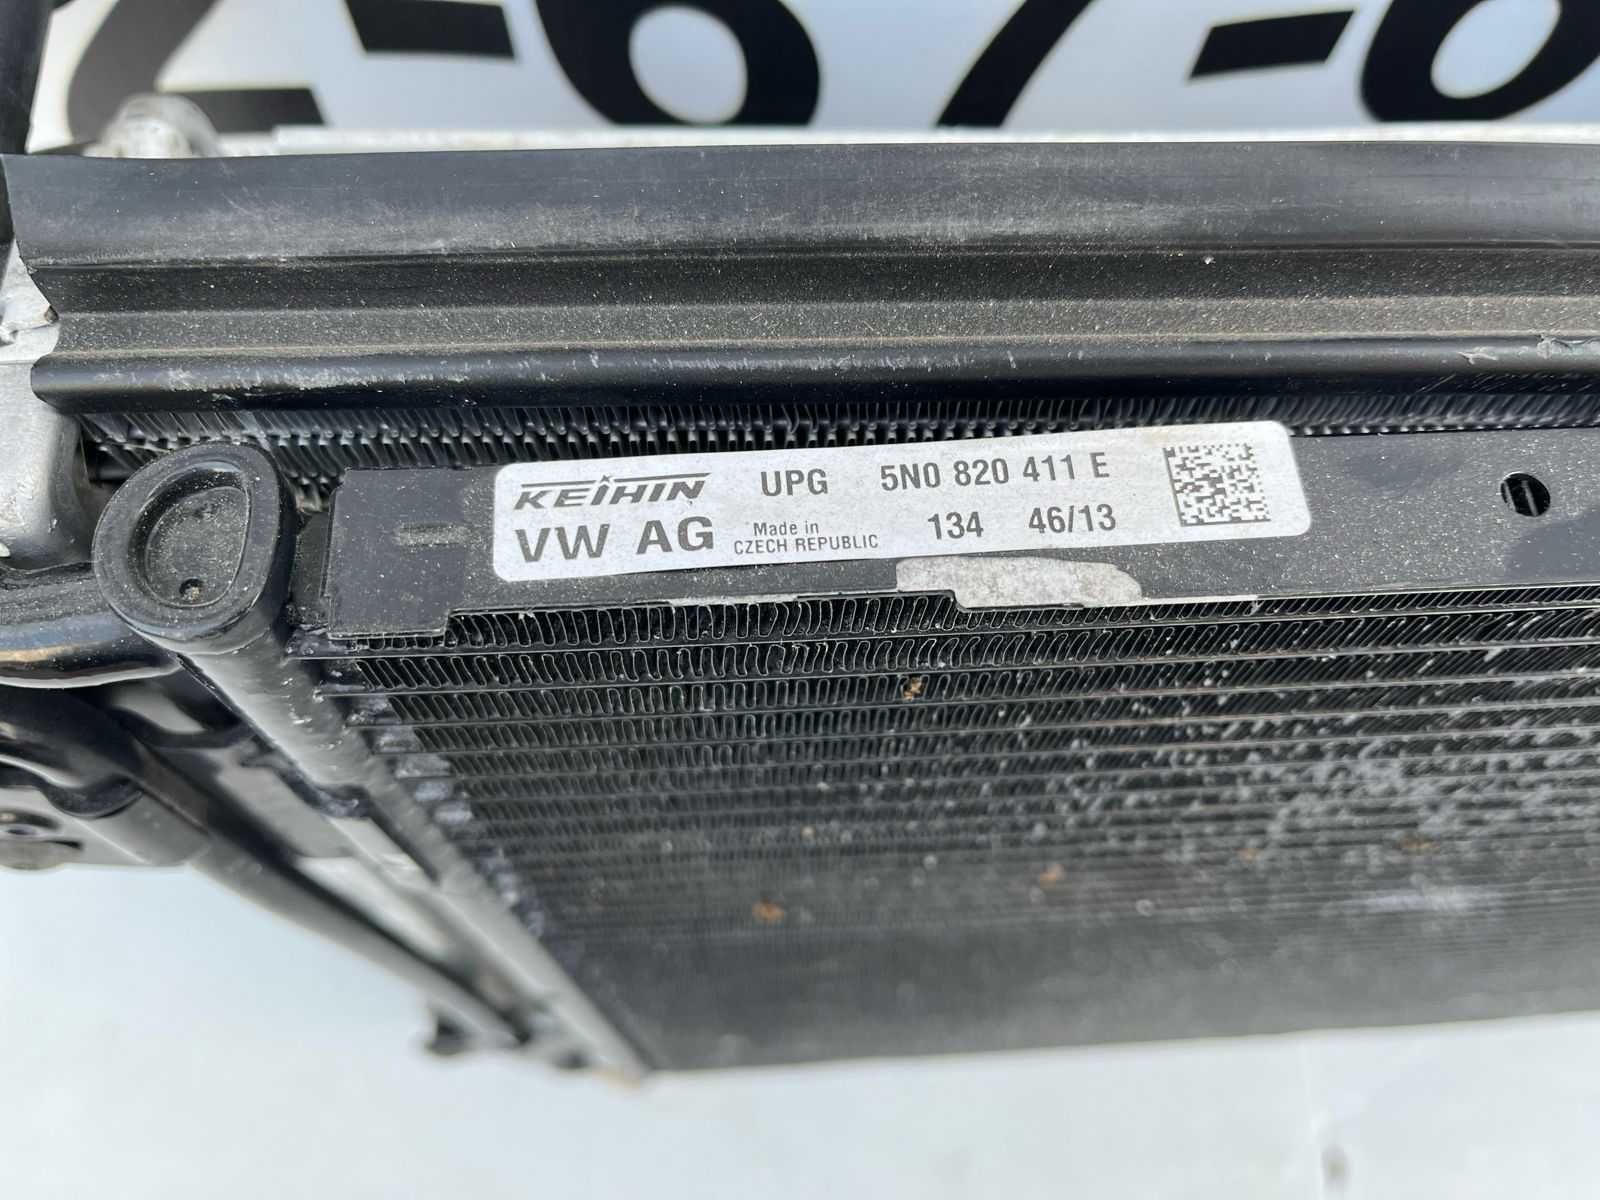 KEIHIN UPG 5N0 820 411 E
VW AG Made in CZECH REPUBLIC 134 46/13